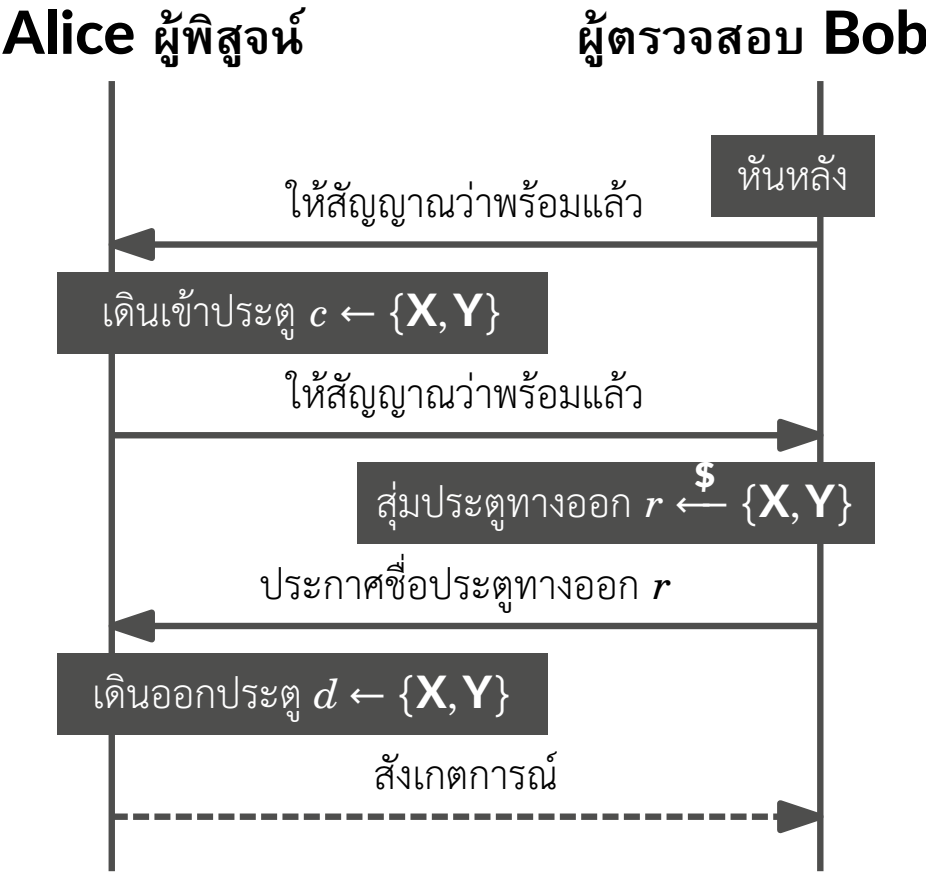 Alice ผู้พิสูจน์
ผู้ตรวจสอบ Bob
หันหลัง
ให้สัญญาณว่าพร้อมแล้ว
เดินเข้าประตู c ← {X, Y}
ให้สัญญาณว่าพร้อมแล้ว
สุ่มประตูทางออก r ←$ {X, Y}
ประกาศชื่อประตูทางออก r
เดินออกประตู d ← {X, Y}
สังเกตการณ์